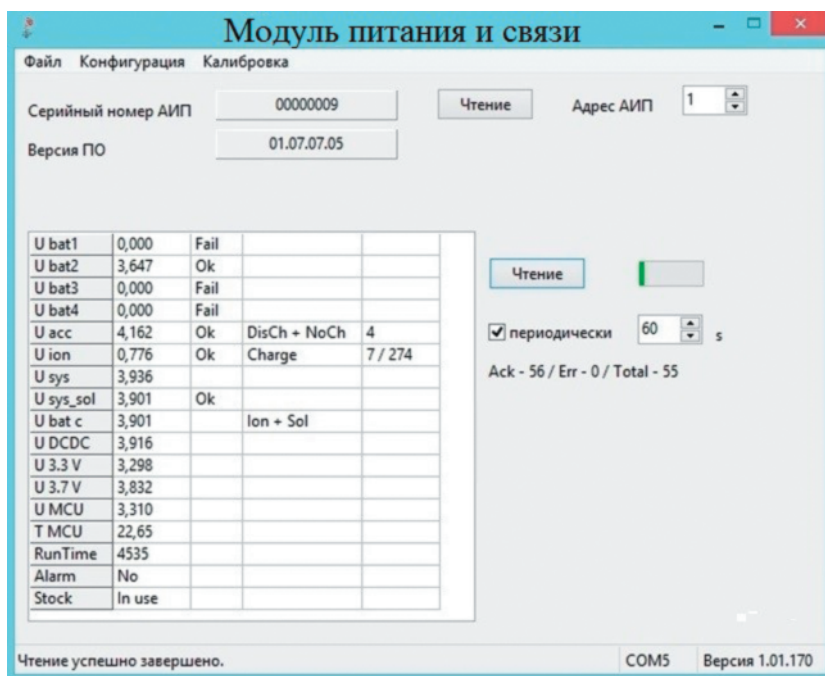 Модуль питания и связи
Файл Конфигурация Калибровка
Серийный номер АИП 00000009 Чтение Адрес АИП 1
Версия ПО 01.07.07.05
U bat1 0,000 Fail
U bat2 3,647 Ok
U bat3 0,000 Fail
U bat4 0,000 Fail
U acc 4,162 Ok DisCh + NoCh 4
U ion 0,776 Ok Charge 7 / 274
U sys 3,936
U sys_sol 3,901 Ok
U bat c 3,901 Ion + Sol
U DCDC 3,916
U 3.3 V 3,298
U 3.7 V 3,832
U MCU 3,310
T MCU 22,65
RunTime 4535
Alarm No
Stock In use
Чтение
периодически 60 s
Ack - 56 / Err - 0 / Total - 55
Чтение успешно завершено. COM5 Версия 1.01.170